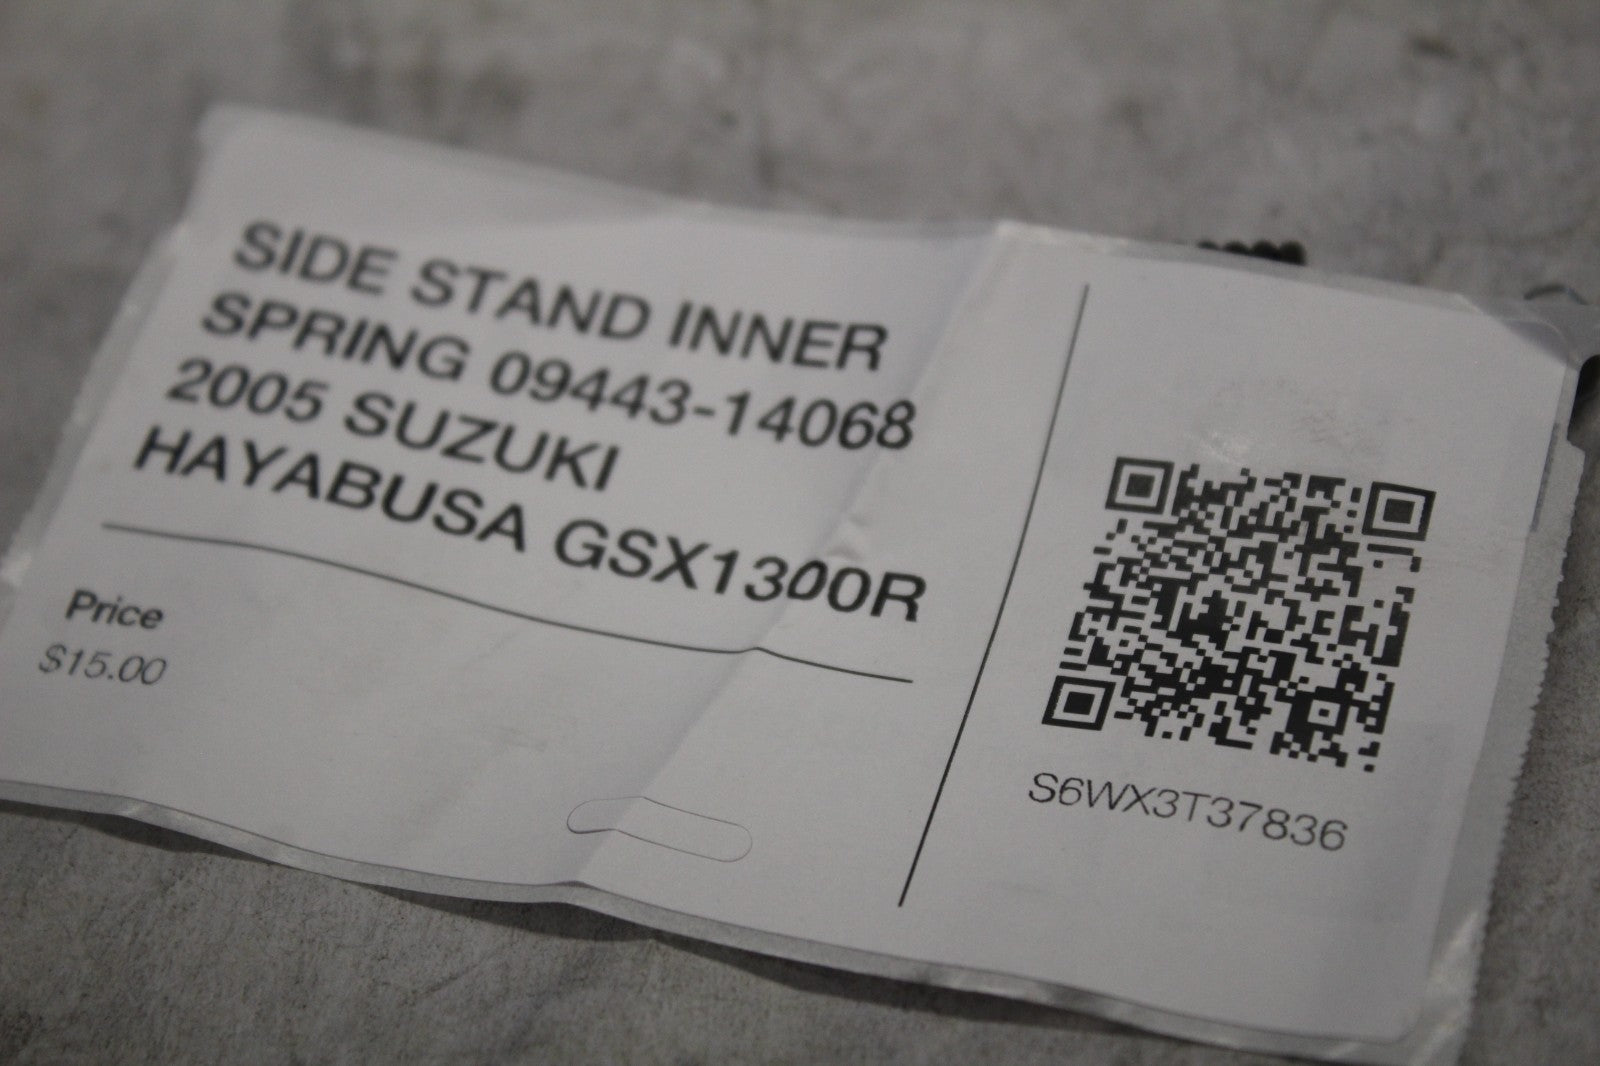 SIDE STAND INNER
SPRING 09443-14068
2005 SUZUKI
HAYABUSA GSX1300R
Price
$15.00
S6WX3T37836